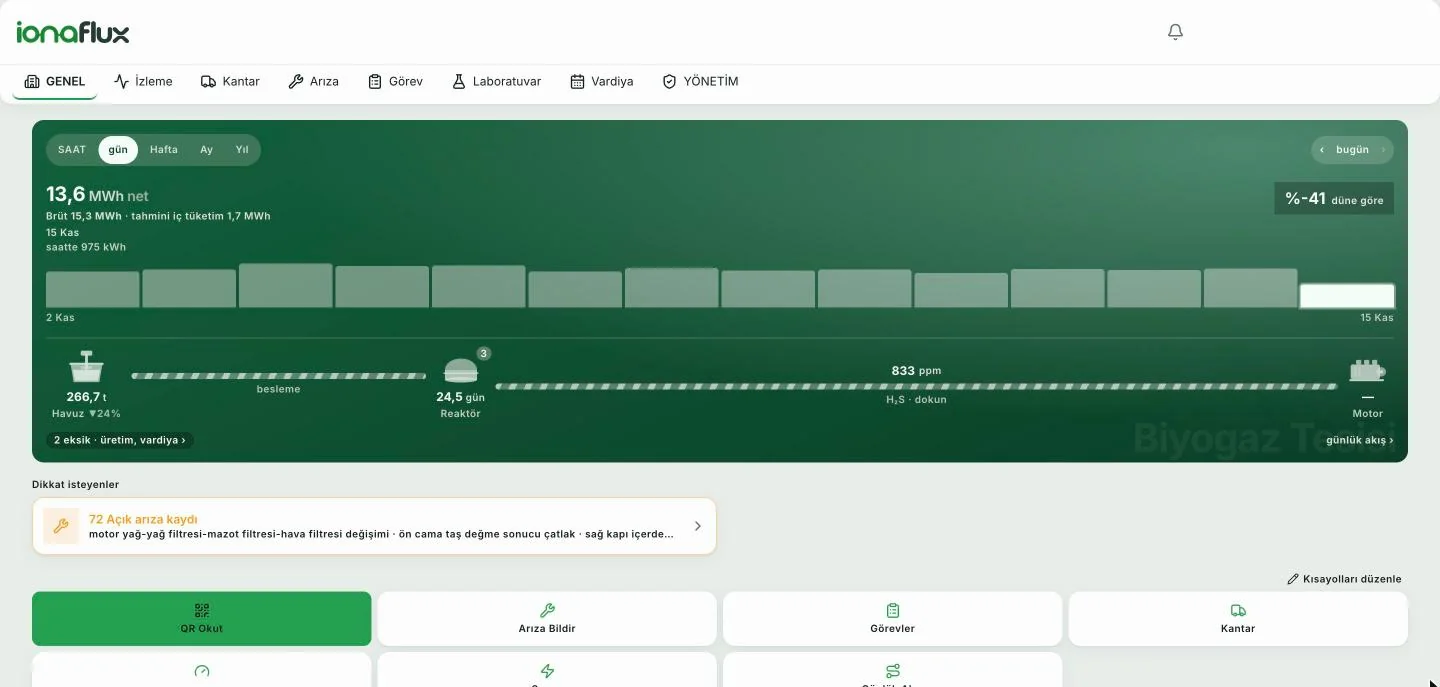 ionaflux
GENEL İzleme Kantar Arıza Görev Laboratuvar Vardiya YÖNETİM
SAAT gün Hafta Ay Yıl
‹ bugün ›
13,6 MWh net
%-41 düne göre
Brüt 15,3 MWh · tahmini iç tüketim 1,7 MWh
15 Kas
saatte 975 kWh
2 Kas
15 Kas
3
833 ppm
besleme
266,7 t
24,5 gün
H₂S · dokun
—
Havuz ▼24%
Reaktör
Motor
2 eksik · üretim, vardiya ›
Biyogaz Tesisi
günlük akış ›
Dikkat isteyenler
72 Açık arıza kaydı
motor yağ-yağ filtresi-mazot filtresi-hava filtresi değişimi · ön cama taş değme sonucu çatlak · sağ kapı içerde...
Kısayolları düzenle
QR Okut
Arıza Bildir
Görevler
Kantar